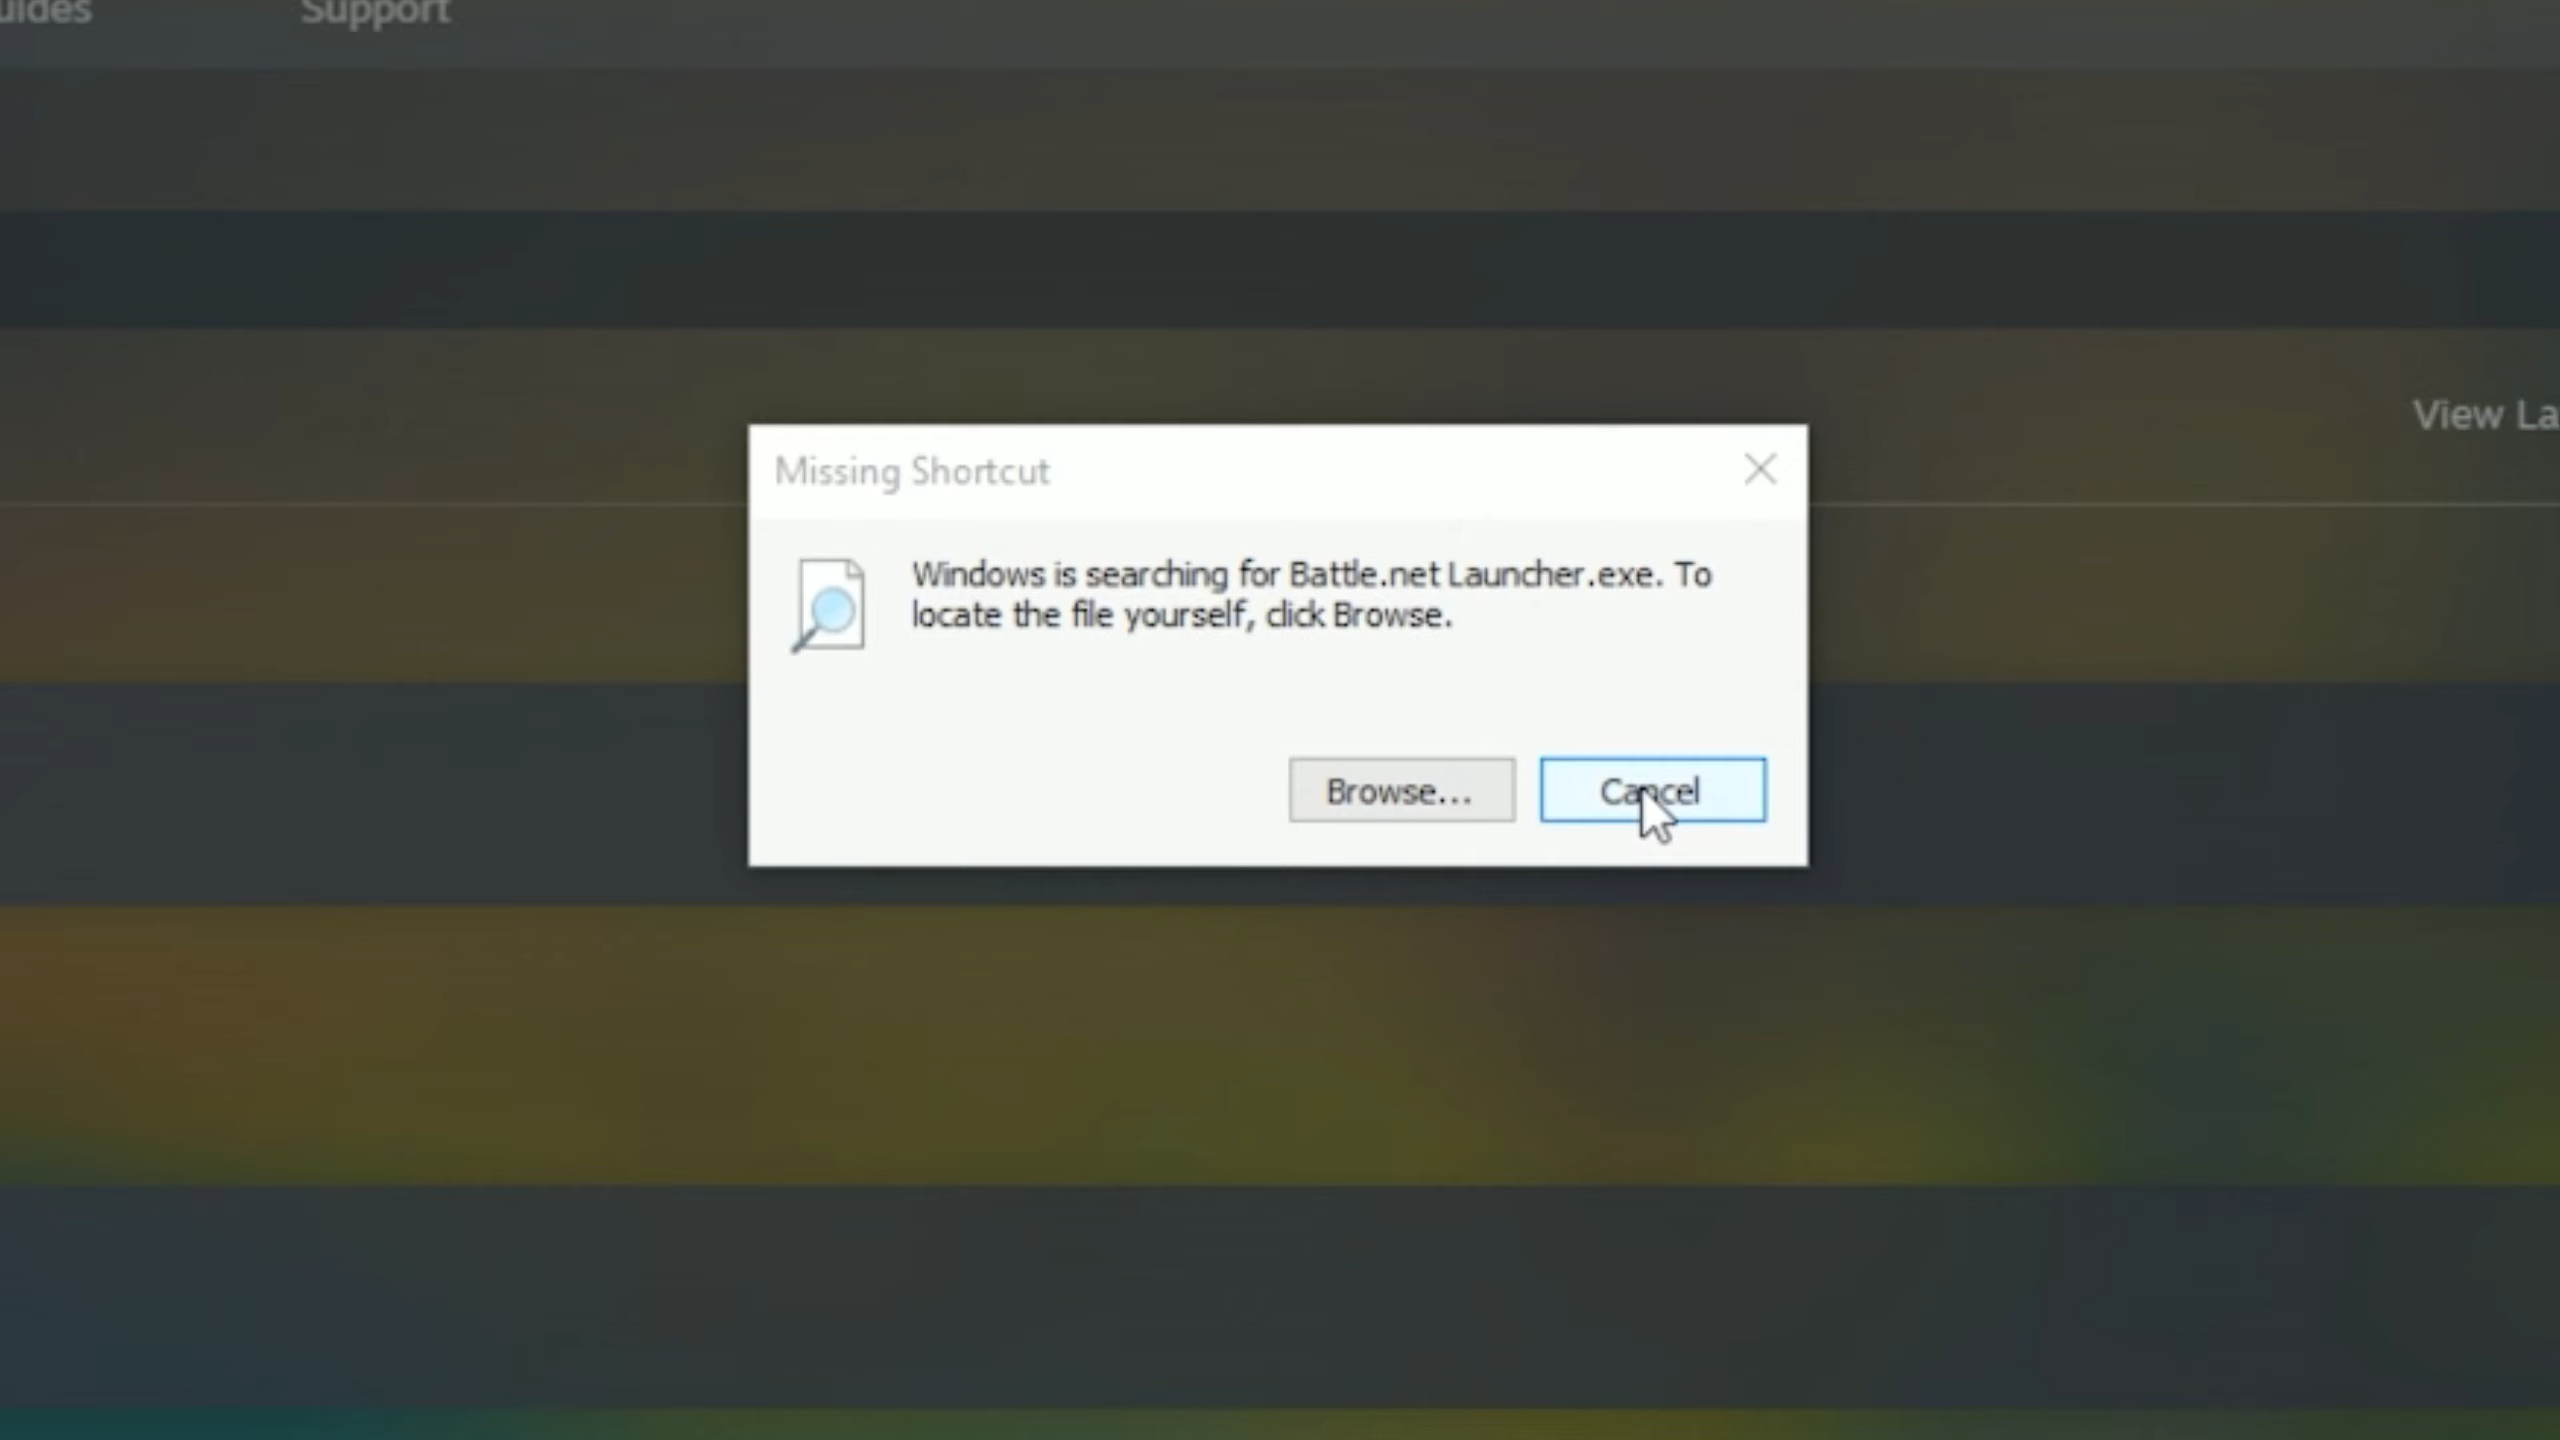 Support
View La
Missing Shortcut
Windows is searching for Battle.net Launcher.exe. To
locate the file yourself, click Browse.
Browse...
Cancel